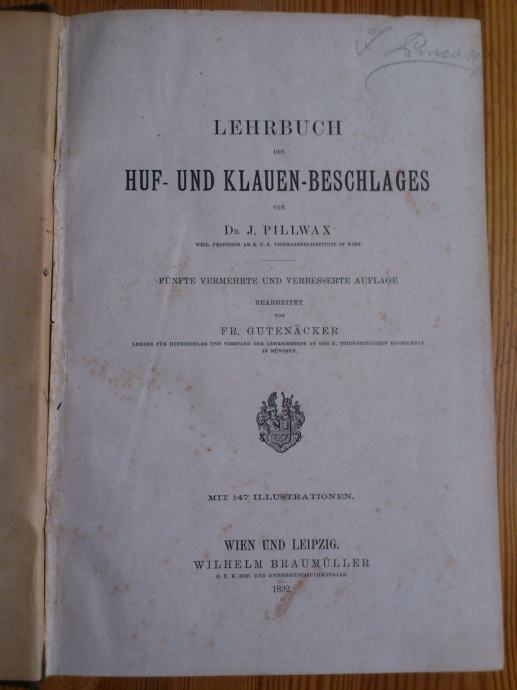 LEHRBUCH
DES
HUF- UND KLAUEN-BESCHLAGES
VON
DR. J. PILLWAX
WEIL. PROFESSOR AM K. U. K. THIERARZNEI-INSTITUTE IN WIEN.
FÜNFTE VERMEHRTE UND VERBESSERTE AUFLAGE
BEARBEITET
VON
FR. GUTENÄCKER
LEHRER FÜR HUFBESCHLAG UND VORSTAND DER LEHRSCHMIEDE AN DER K. THIERÄRZTLICHEN HOCHSCHULE
IN MÜNCHEN.
MIT 147 ILLUSTRATIONEN.
WIEN UND LEIPZIG.
WILHELM BRAUMÜLLER
K. U. K. HOF- UND UNIVERSITÄTSBUCHHÄNDLER.
1892.